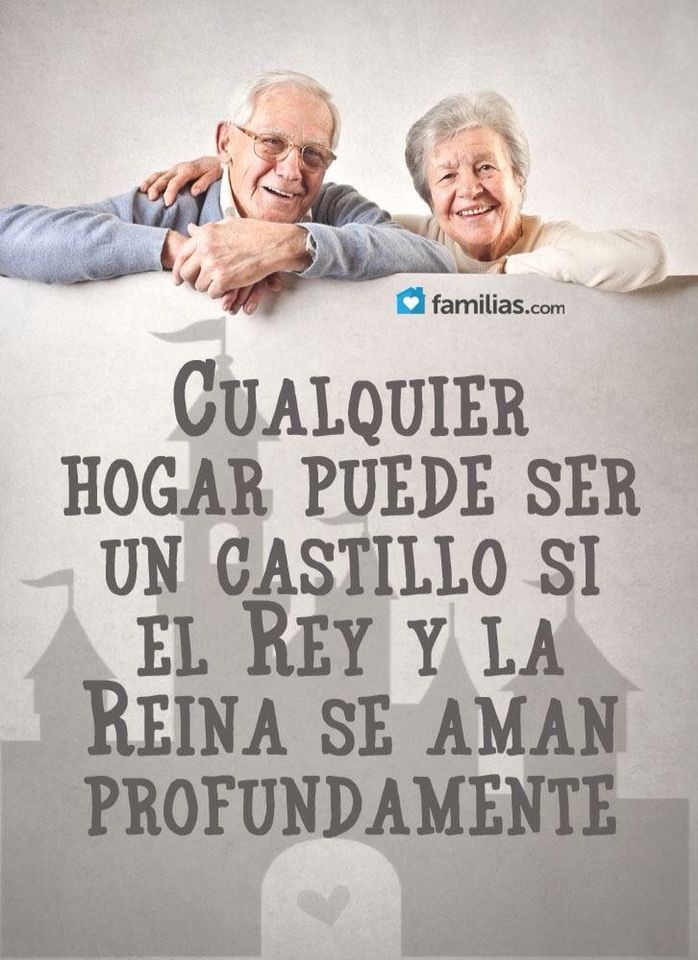 familias.com
CUALQUIER
HOGAR PUEDE SER
UN CASTILLO SI
EL REY Y LA
REINA SE AMAN
PROFUNDAMENTE